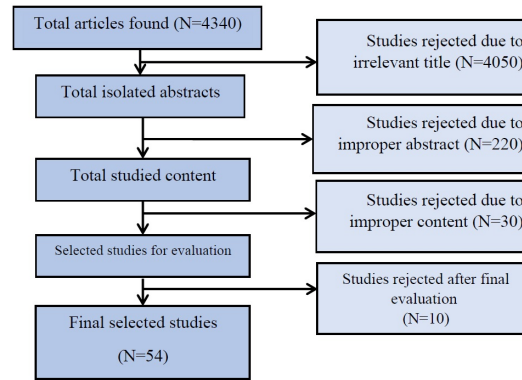 Total articles found (N=4340)
Studies rejected due to
irrelevant title (N=4050)
Total isolated abstracts
Studies rejected due to
improper abstract (N=220)
Total studied content
Studies rejected due to
improper content (N=30)
Selected studies for evaluation
Studies rejected after final
evaluation
(N=10)
Final selected studies
(N=54)